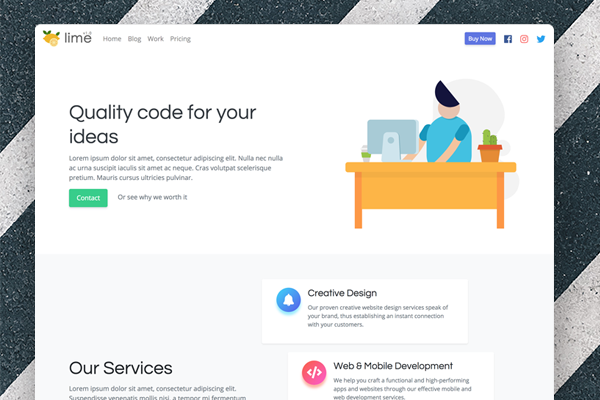 lime
Home Blog Work Pricing
Buy Now
Quality code for your
ideas
Lorem ipsum dolor sit amet, consectetur adipiscing elit. Nulla nec nulla
ac urna suscipit iaculis sit amet ac neque. Cras volutpat scelerisque
pretium. Mauris cursus ultricies pulvinar.
Contact Or see why we worth it
Creative Design
Our proven creative website design services speak of
your brand, thus establishing an instant connection
with your customers.
Our Services
Lorem ipsum dolor sit amet, consectetur adipiscing elit.
Suspendisse venenatis mollis nisi, a tempor mi fermentum
Web & Mobile Development
We help you craft a functional and high-performing
apps and websites through our effective mobile and
web development services.